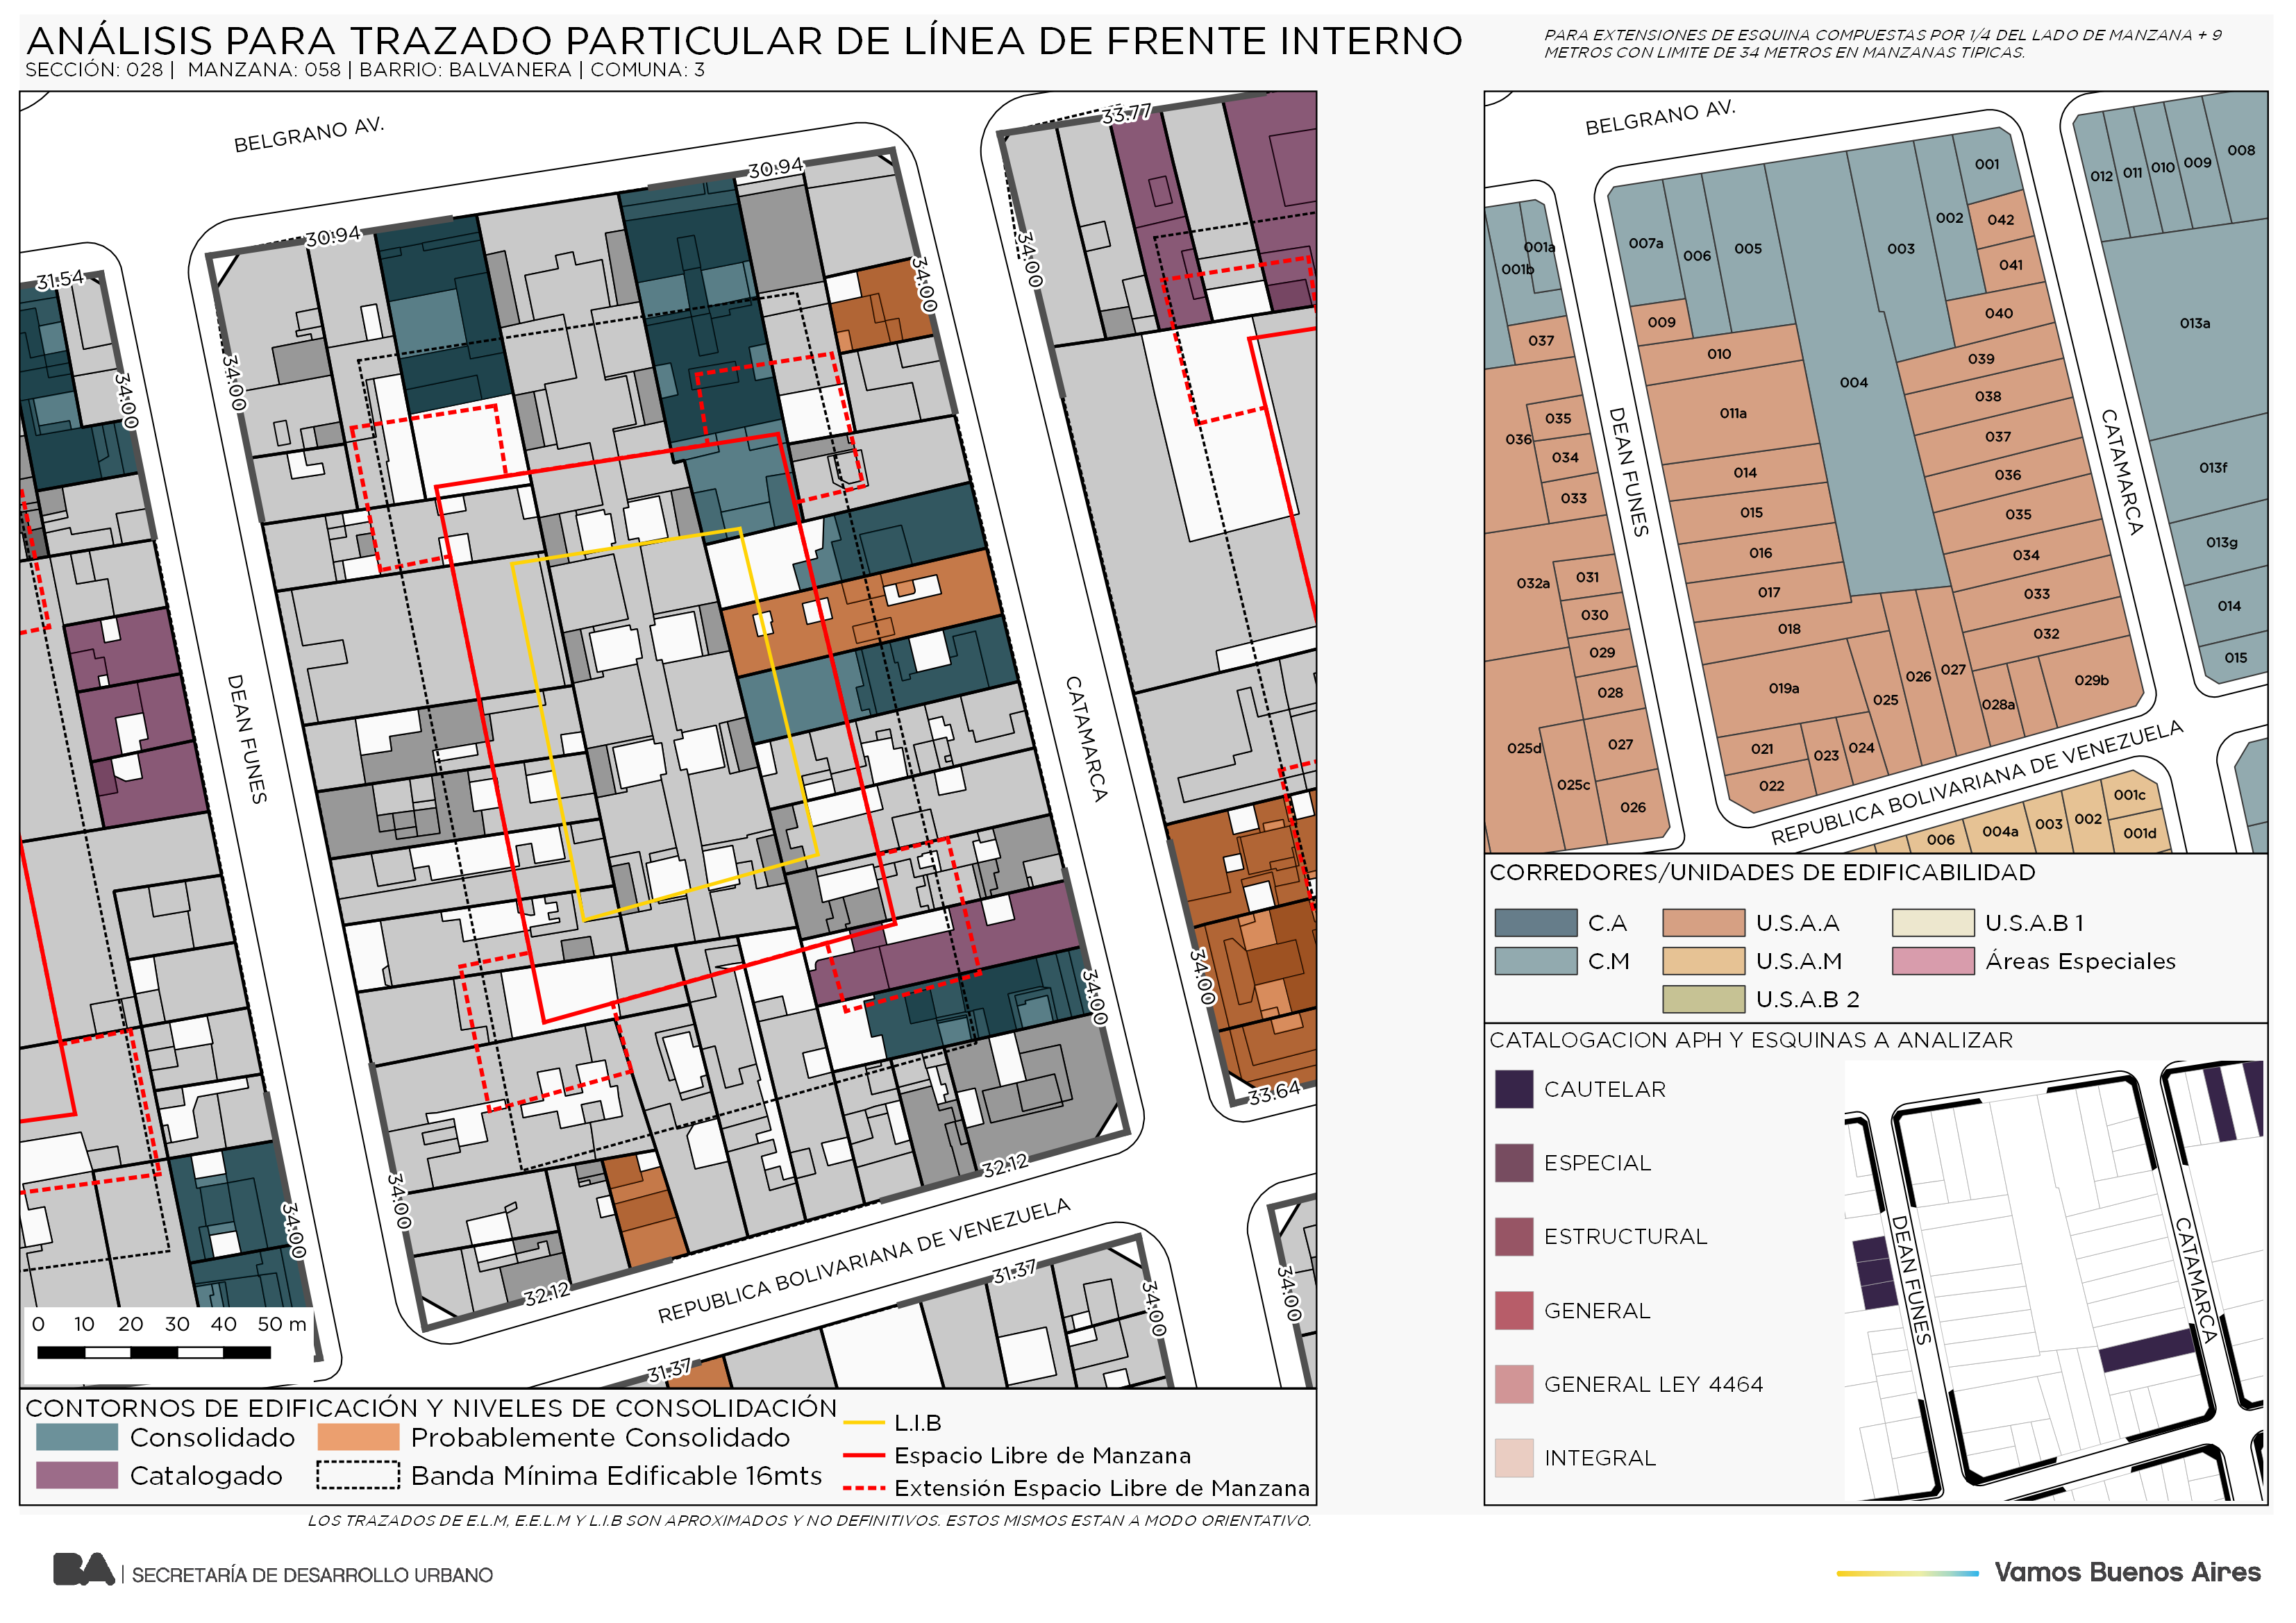 ANÁLISIS PARA TRAZADO PARTICULAR DE LÍNEA DE FRENTE INTERNO
SECCIÓN: 028 | MANZANA: 058 | BARRIO: BALVANERA | COMUNA: 3
PARA EXTENSIONES DE ESQUINA COMPUESTAS POR 1/4 DEL LADO DE MANZANA + 9
METROS CON LIMITE DE 34 METROS EN MANZANAS TIPICAS.
BELGRANO AV.
33.77
30.94
30.94
31.54
34.00
34.00
34.00
34.00
DEAN FUNES
CATAMARCA
34.00
34.00
34.00
34.00
33.64
32.12
32.12
REPUBLICA BOLIVARIANA DE VENEZUELA
31.37
31.37
34.00
34.00
0 10 20 30 40 50 m
CONTORNOS DE EDIFICACIÓN Y NIVELES DE CONSOLIDACIÓN
Consolidado
Probablemente Consolidado
Catalogado
Banda Mínima Edificable 16mts
L.I.B
Espacio Libre de Manzana
Extensión Espacio Libre de Manzana
LOS TRAZADOS DE E.L.M, E.E.L.M Y L.I.B SON APROXIMADOS Y NO DEFINITIVOS. ESTOS MISMOS ESTAN A MODO ORIENTATIVO.
BELGRANO AV.
001 012 011 010 009 008
001a 001b 007a 006 005 003 002 042
041 040 037 009 010 004 039 013a
038 011a 036 035 034 033 037 013f
014 036 015 035 016 034 013g
032a 031 030 017 033 014
018 032 029 015
028 019a 025 026 027 028a 029b
025d 027 021 023 024
025c 026 022
DEAN FUNES
CATAMARCA
REPUBLICA BOLIVARIANA DE VENEZUELA
006 004a 003 002 001c
001d
CORREDORES/UNIDADES DE EDIFICABILIDAD
C.A
U.S.A.A
U.S.A.B 1
C.M
U.S.A.M
Áreas Especiales
U.S.A.B 2
CATALOGACION APH Y ESQUINAS A ANALIZAR
CAUTELAR
ESPECIAL
ESTRUCTURAL
GENERAL
GENERAL LEY 4464
INTEGRAL
DEAN FUNES
CATAMARCA
BA | SECRETARÍA DE DESARROLLO URBANO
Vamos Buenos Aires